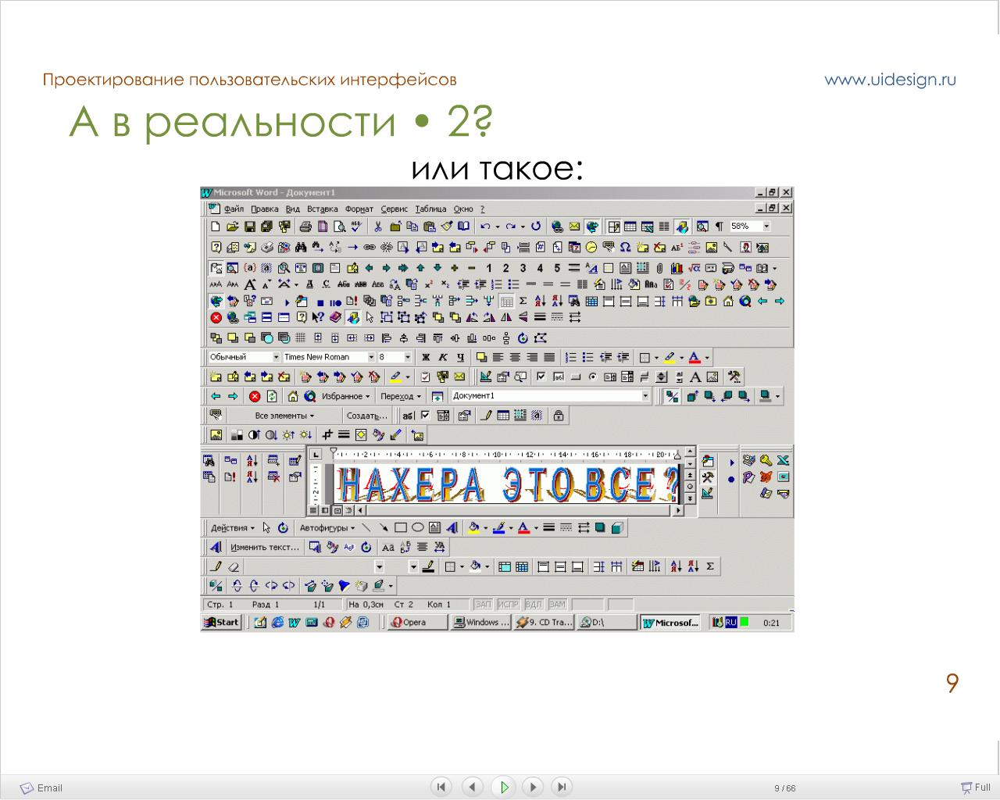 Проектирование пользовательских интерфейсов
www.uidesign.ru
А в реальности • 2?
или такое:
Microsoft Word - Документ1
Файл Правка Вид Вставка Формат Сервис Таблица Окно ?
58%
1 2 3 4 5
Обычный Times New Roman 8 Ж К Ч
Избранное Переход Документ1
Все элементы Создать...
НАХЕРА ЭТО ВСЕ?
Действия Автофигуры
Изменить текст...
Стр. 1 Разд 1 1/1 На 0,3см Ст 2 Кол 1 ЗАП ИСПР ВДЛ ЗАМ
Start Opera Windows ... 9. CD Tra... D:\ Microsof... RU 0:21
9
Email 9 / 66 Full